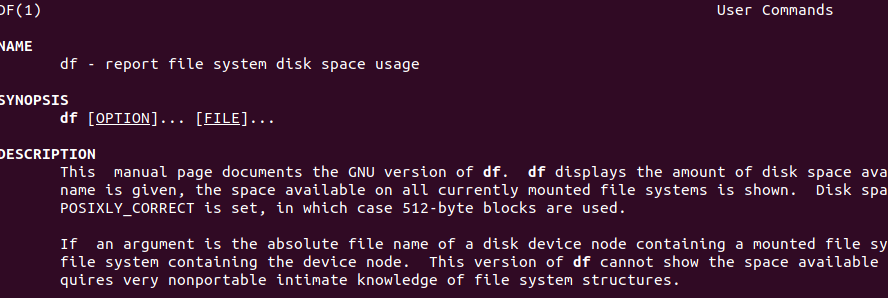 DF(1) User Commands
NAME
df - report file system disk space usage
SYNOPSIS
df [OPTION]... [FILE]...
DESCRIPTION
This  manual page documents the GNU version of df.  df displays the amount of disk space ava
name is given, the space available on all currently mounted file systems is shown.  Disk spa
POSIXLY_CORRECT is set, in which case 512-byte blocks are used.
If  an argument is the absolute file name of a disk device node containing a mounted file sy
file system containing the device node.  This version of df cannot show the space available
quires very nonportable intimate knowledge of file system structures.